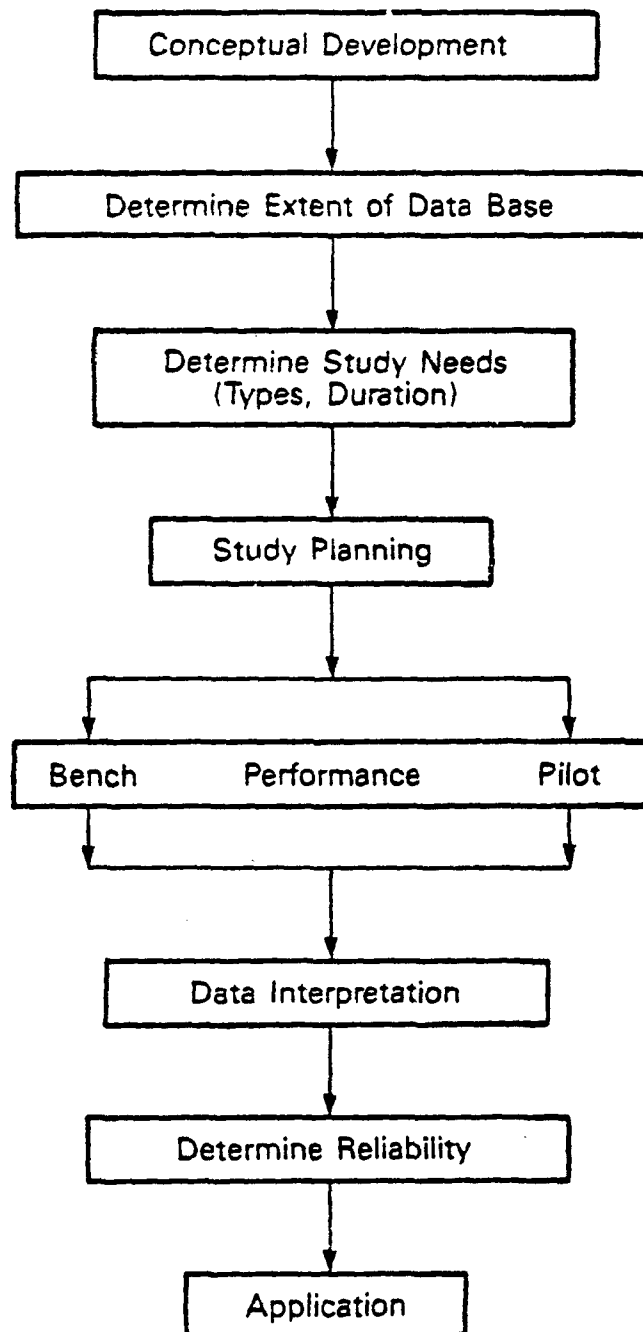 Conceptual Development
Determine Extent of Data Base
Determine Study Needs
(Types, Duration)
Study Planning
Bench Performance Pilot
Data Interpretation
Determine Reliability
Application